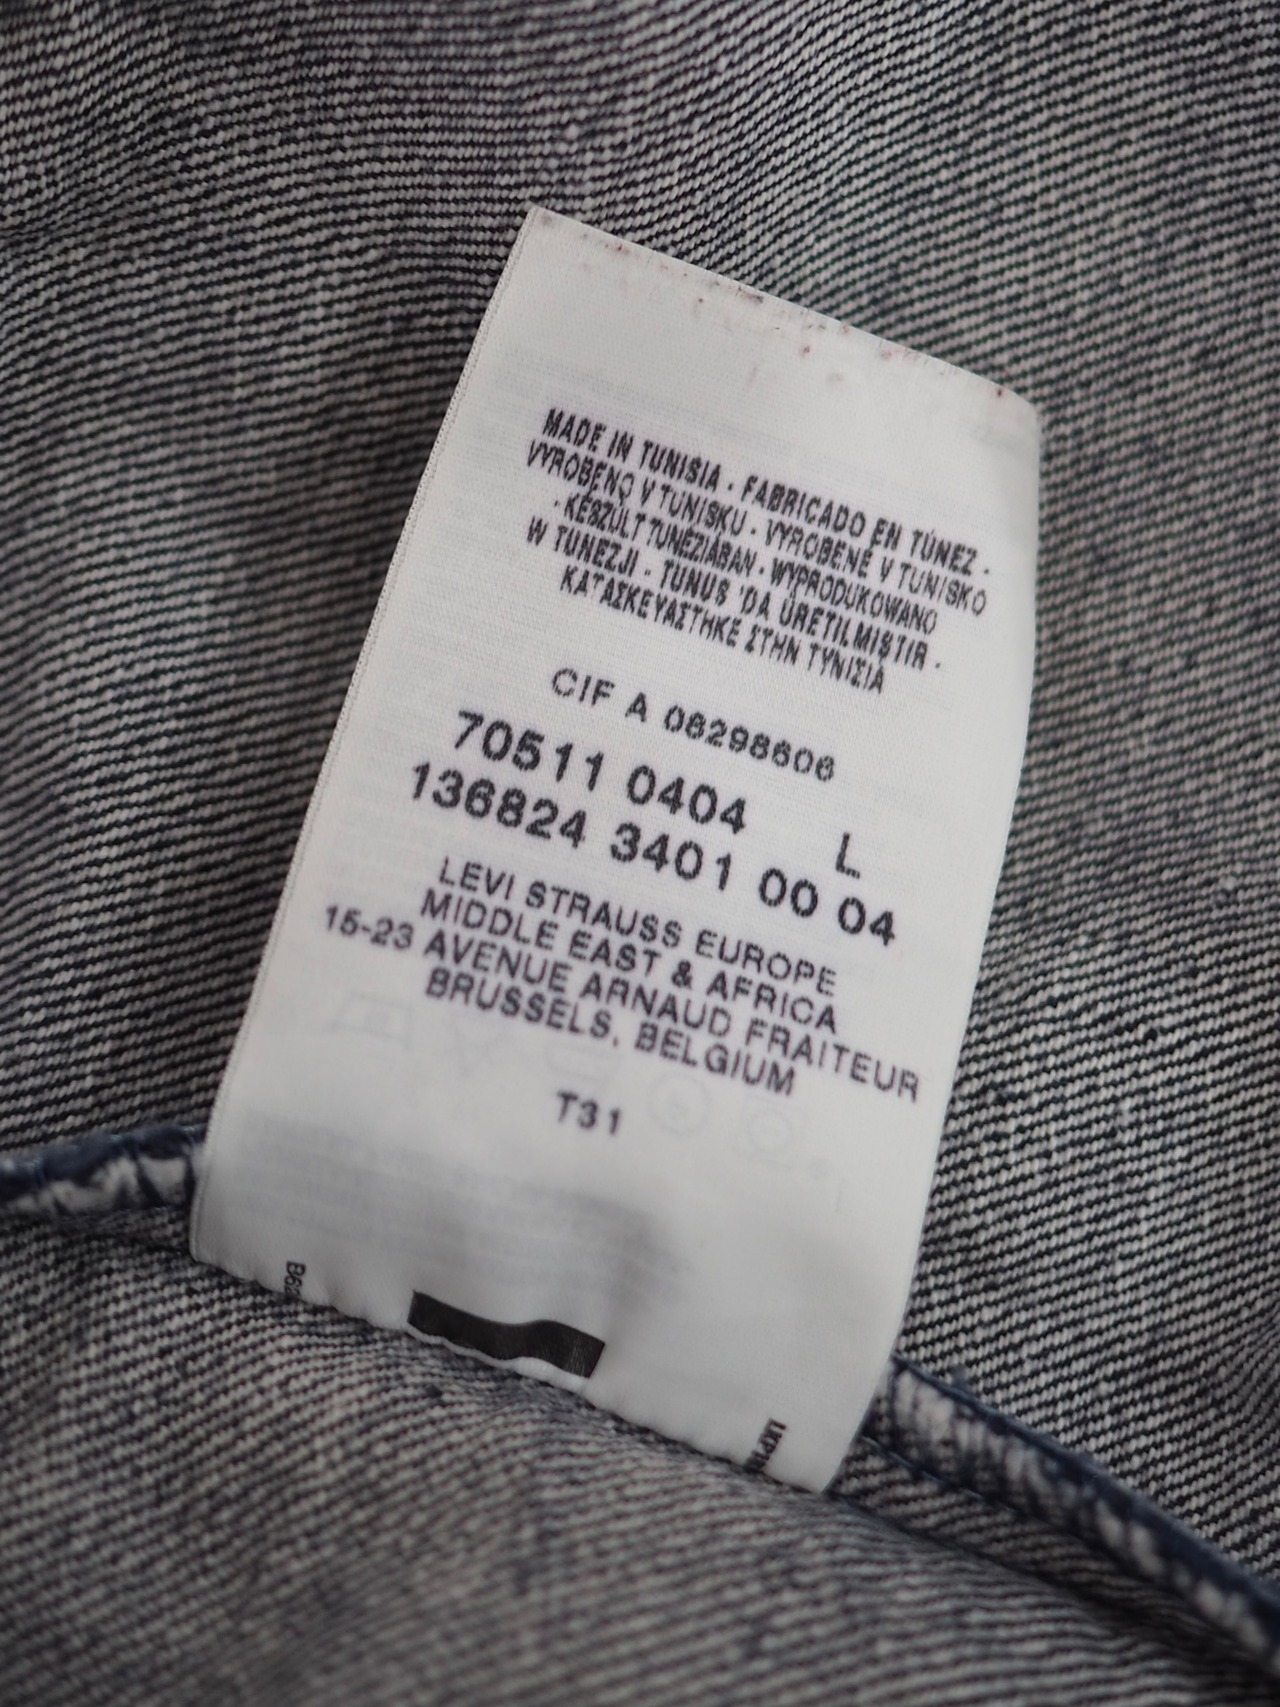 MADE IN TUNISIA - FABRICADO EN TÚNEZ -
VYROBENO V TUNISKU - VYROBENÉ V TUNISKO
- KÉSZÜLT TUNÉZIÁBAN - WYPRODUKOWANO
W TUNEZJI - TUNUS 'DA ÜRETILMIŞTIR -
ΚΑΤΑΣΚΕΥΑΣΤΗΚΕ ΣΤΗΝ ΤΥΝΙΣΙΑ
CIF A 08298606
70511 0404 L
136824 3401 00 04
LEVI STRAUSS EUROPE
MIDDLE EAST & AFRICA
15-23 AVENUE ARNAUD FRAITEUR
BRUSSELS, BELGIUM
T31